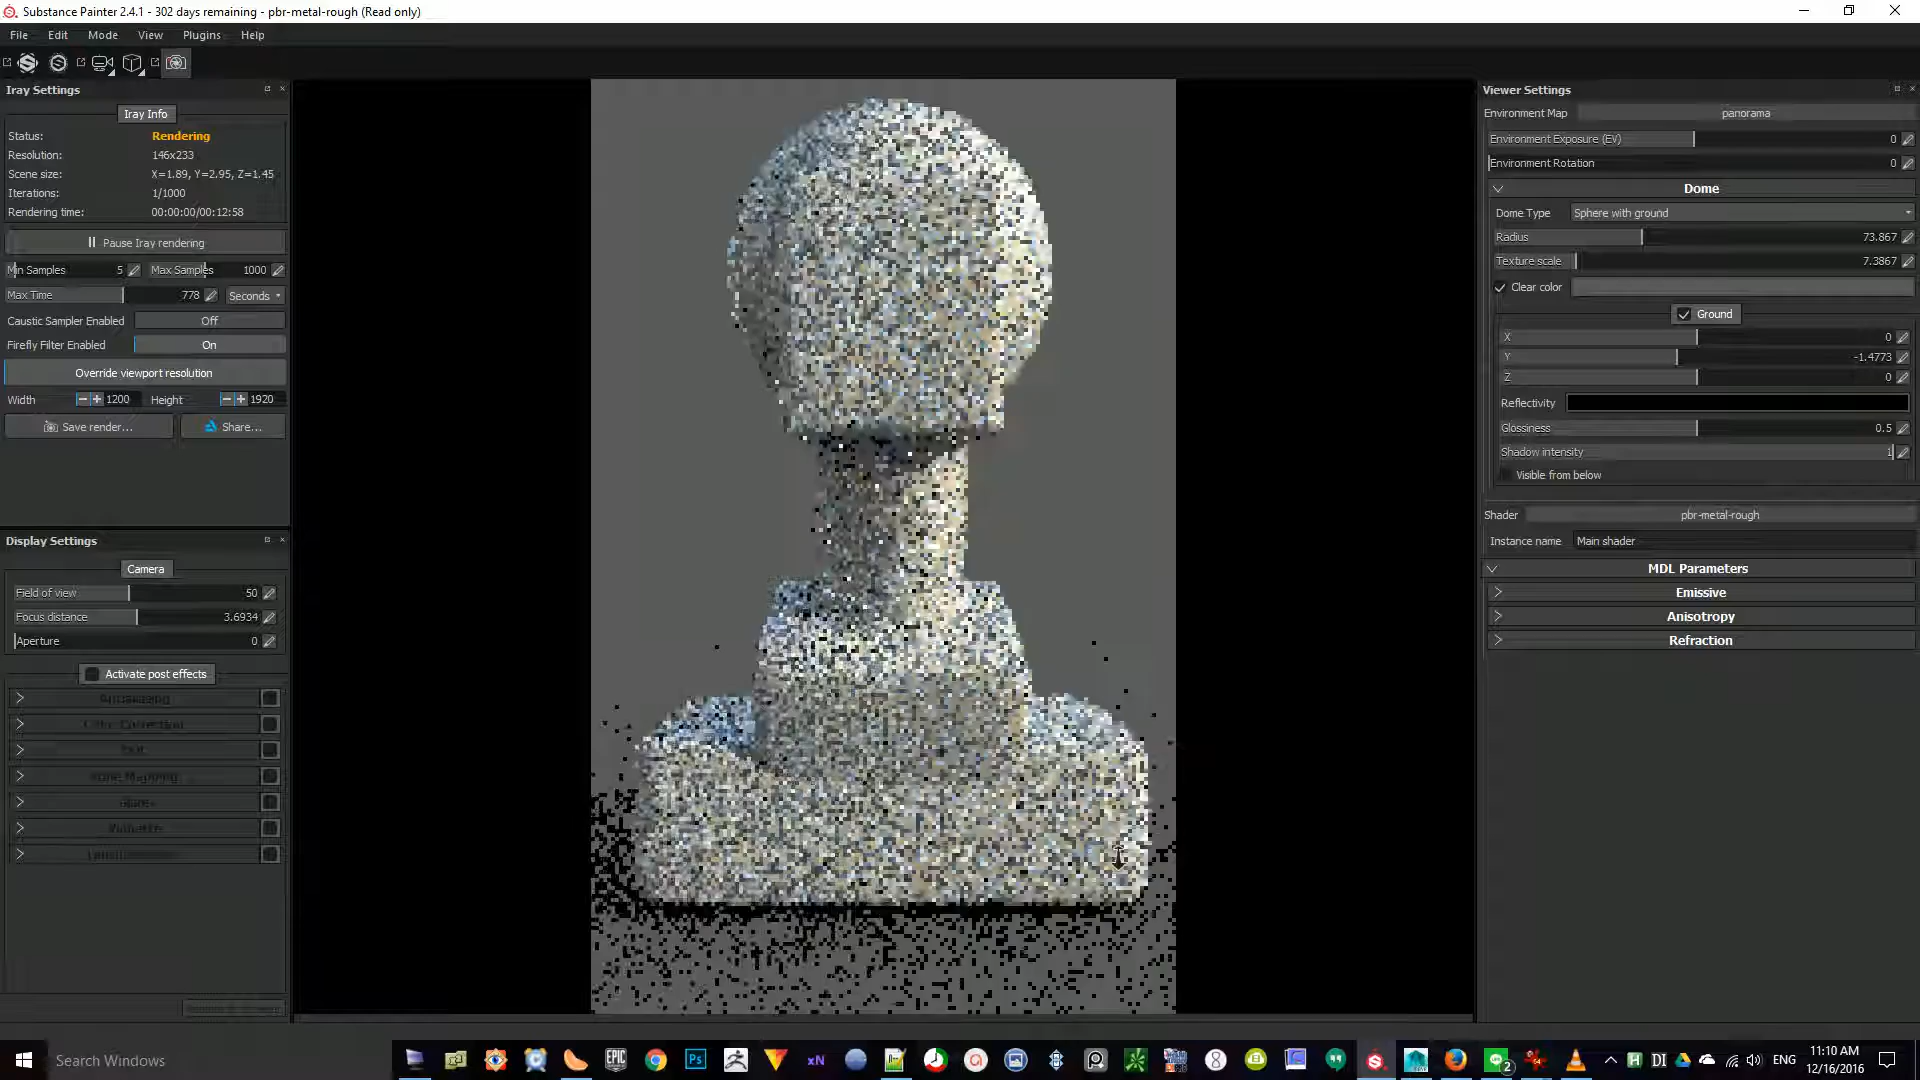 Substance Painter 2.4.1 - 302 days remaining - pbr-metal-rough (Read only)
File Edit Mode View Plugins Help
Iray Settings
Iray Info
Status: Rendering
Resolution: 146x233
Scene size: X=1.89, Y=2.95, Z=1.45
Iterations: 1/1000
Rendering time: 00:00:00/00:12:58
Pause Iray rendering
Min Samples 5 Max Samples 1000
Max Time 778 Seconds
Caustic Sampler Enabled Off
Firefly Filter Enabled On
Override viewport resolution
Width 1200 Height 1920
Save render... Share...
Display Settings
Camera
Field of view 50
Focus distance 3.6934
Aperture 0
Activate post effects
Color Correction
Tone Mapping
Viewer Settings
Environment Map panorama
Environment Exposure (EV) 0
Environment Rotation 0
Dome
Dome Type Sphere with ground
Radius 73.867
Texture scale 7.3867
Clear color
Ground
X 0
Y -1.4773
Z 0
Reflectivity
Glossiness 0.5
Shadow intensity 1
Visible from below
Shader pbr-metal-rough
Instance name Main shader
MDL Parameters
Emissive
Anisotropy
Refraction
Search Windows
EPIC
Ps
xN
2
ENG
11:10 AM
12/16/2016